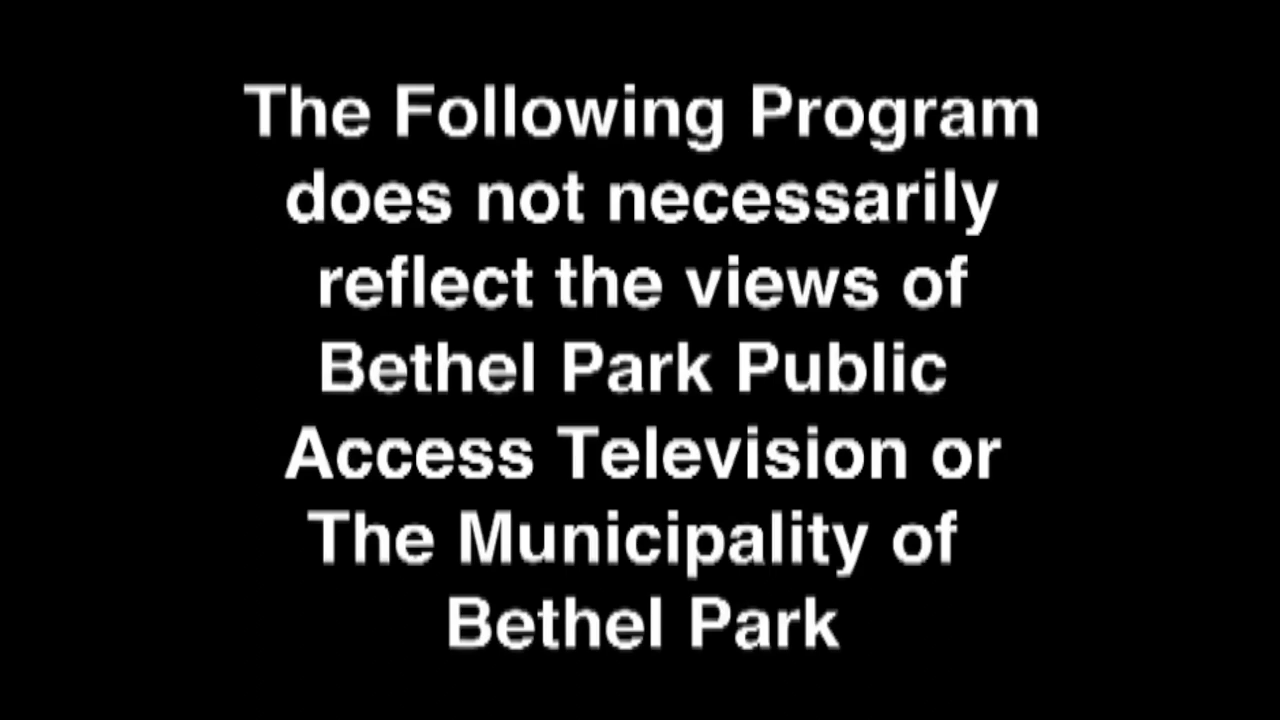 The Following Program
does not necessarily
reflect the views of
Bethel Park Public
Access Television or
The Municipality of
Bethel Park